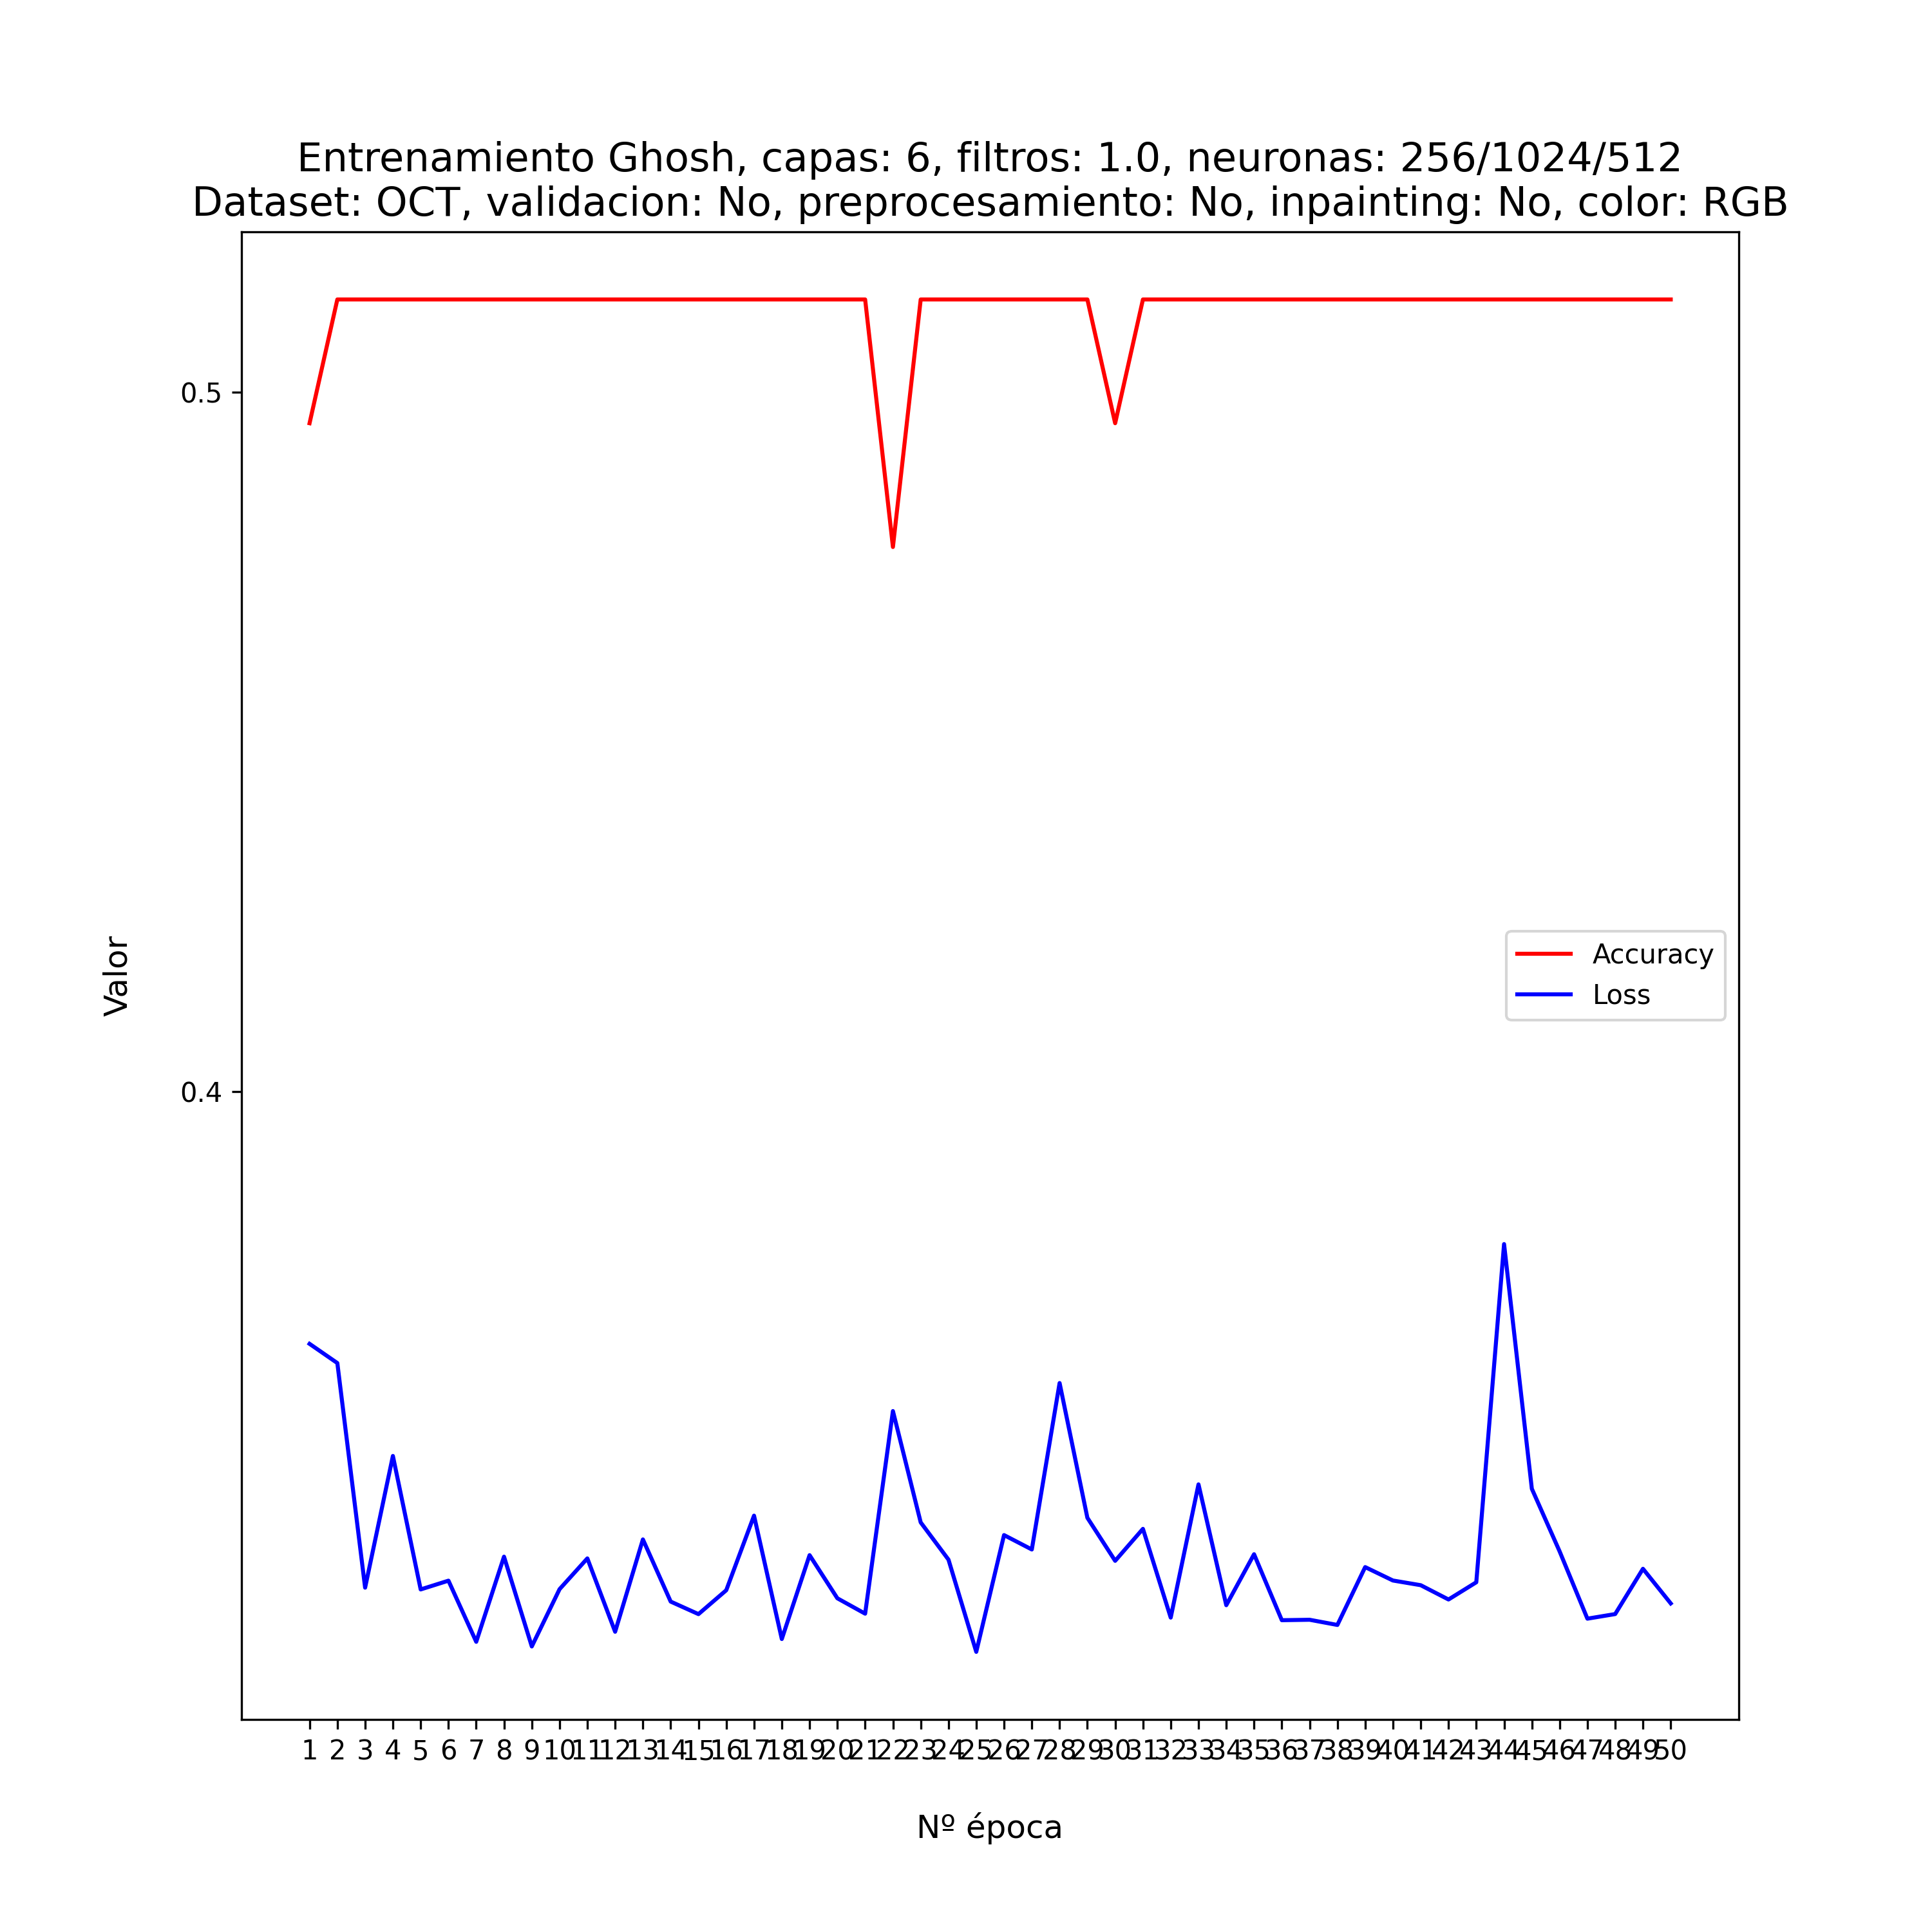 Entrenamiento Ghosh, capas: 6, filtros: 1.0, neuronas: 256/1024/512
Dataset: OCT, validacion: No, preprocesamiento: No, inpainting: No, color: RGB
0.5
Valor
0.4
Accuracy
Loss
1 2 3 4 5 6 7 8 9 10 11 12 13 14 15 16 17 18 19 20 21 22 23 24 25 26 27 28 29 30 31 32 33 34 35 36 37 38 39 40 41 42 43 44 45 46 47 48 49 50
Nº época